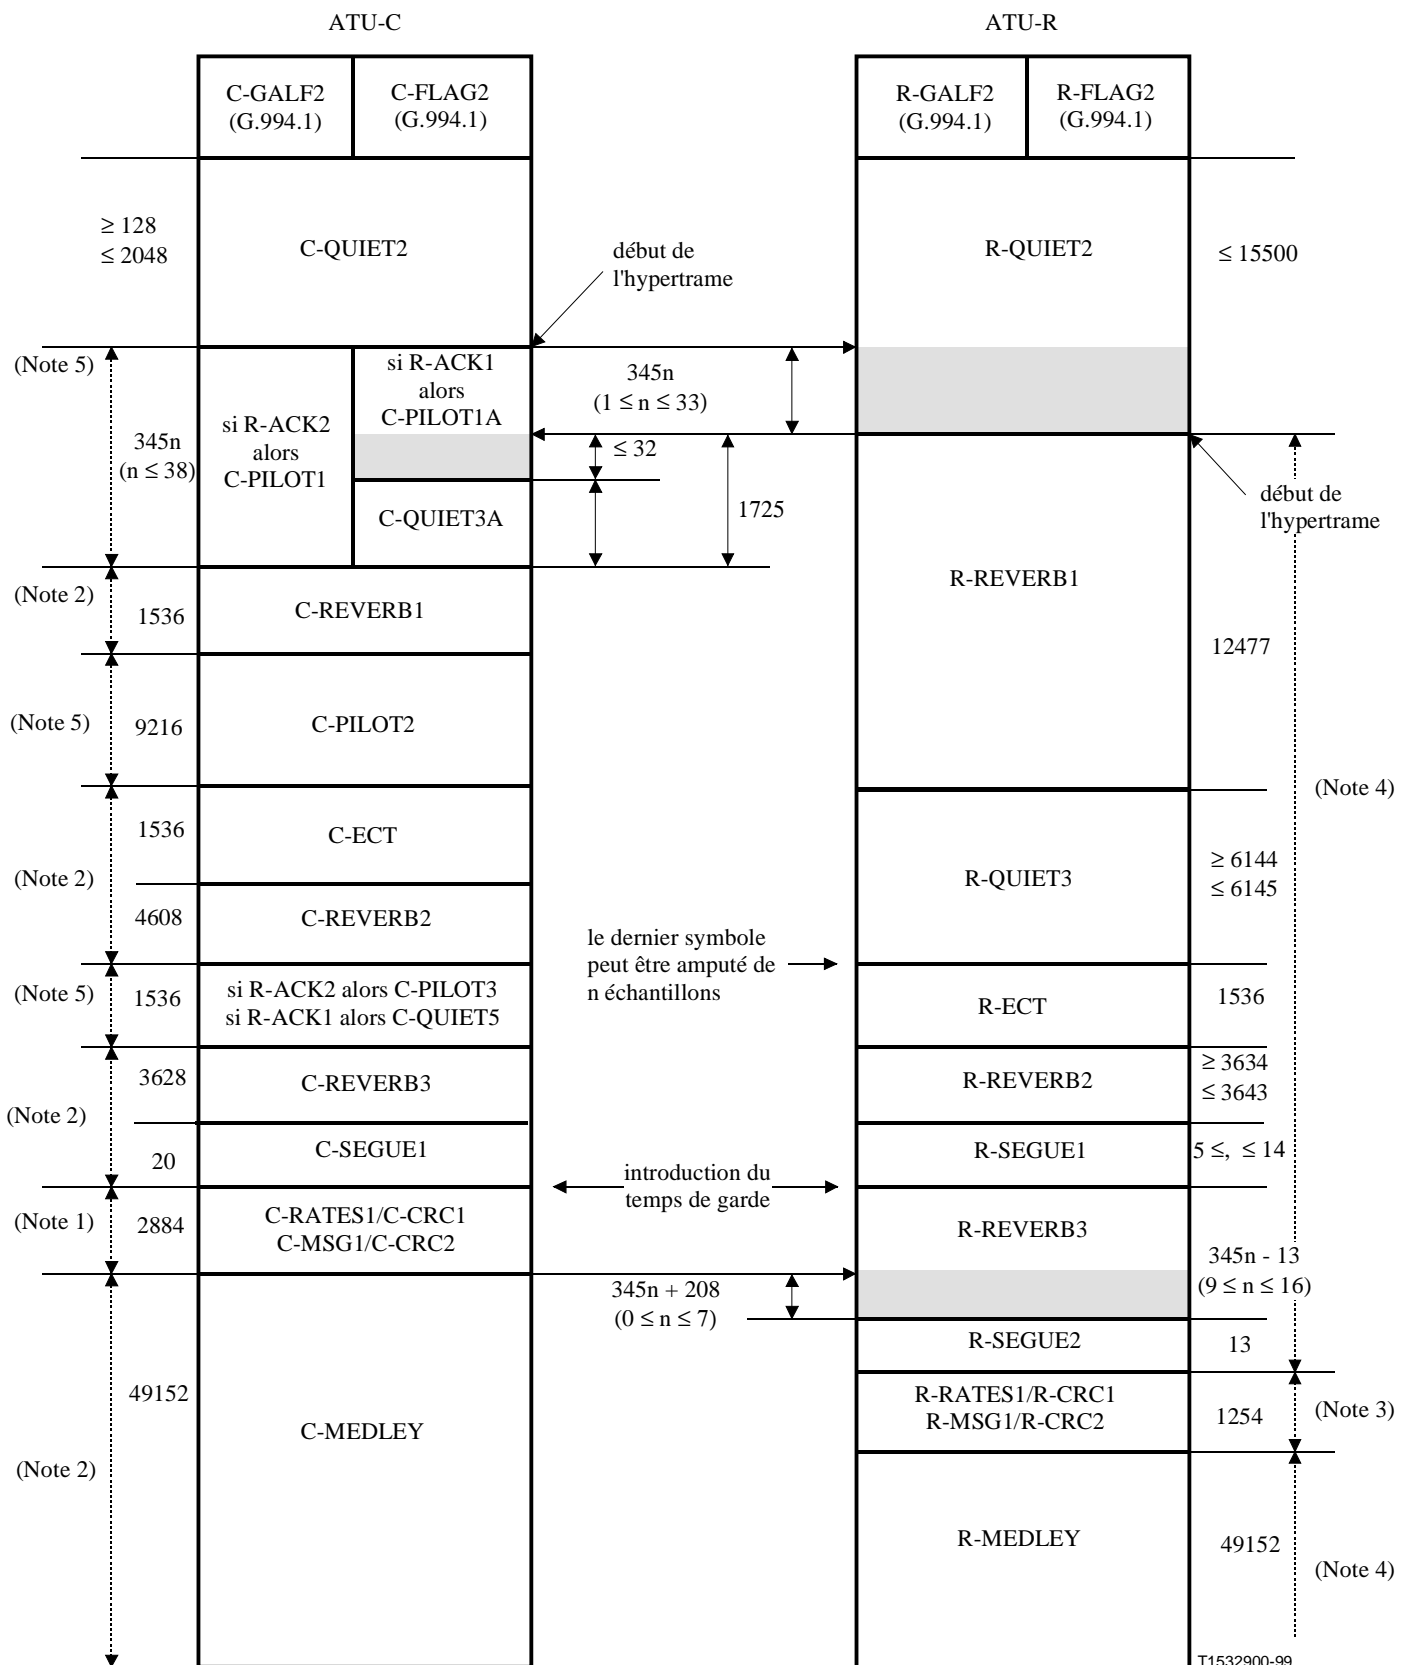 ATU-C
ATU-R
C-GALF2
(G.994.1)
C-FLAG2
(G.994.1)
R-GALF2
(G.994.1)
R-FLAG2
(G.994.1)
≥ 128
≤ 2048
C-QUIET2
début de
l'hypertrame
R-QUIET2
≤ 15500
(Note 5)
345n
(n ≤ 38)
si R-ACK2
alors
C-PILOT1
si R-ACK1
alors
C-PILOT1A
345n
(1 ≤ n ≤ 33)
≤ 32
C-QUIET3A
1725
début de
l'hypertrame
R-REVERB1
12477
(Note 2)
1536
C-REVERB1
(Note 5)
9216
C-PILOT2
(Note 4)
1536
C-ECT
(Note 2)
4608
C-REVERB2
R-QUIET3
≥ 6144
≤ 6145
le dernier symbole
peut être amputé de
n échantillons
(Note 5)
1536
si R-ACK2 alors C-PILOT3
si R-ACK1 alors C-QUIET5
R-ECT
1536
3628
C-REVERB3
R-REVERB2
≥ 3634
≤ 3643
(Note 2)
20
C-SEGUE1
R-SEGUE1
5 ≤, ≤ 14
introduction du
temps de garde
(Note 1)
2884
C-RATES1/C-CRC1
C-MSG1/C-CRC2
R-REVERB3
345n - 13
(9 ≤ n ≤ 16)
345n + 208
(0 ≤ n ≤ 7)
R-SEGUE2
13
49152
C-MEDLEY
(Note 2)
R-RATES1/R-CRC1
R-MSG1/R-CRC2
1254
(Note 3)
R-MEDLEY
49152
(Note 4)
T1532900-99